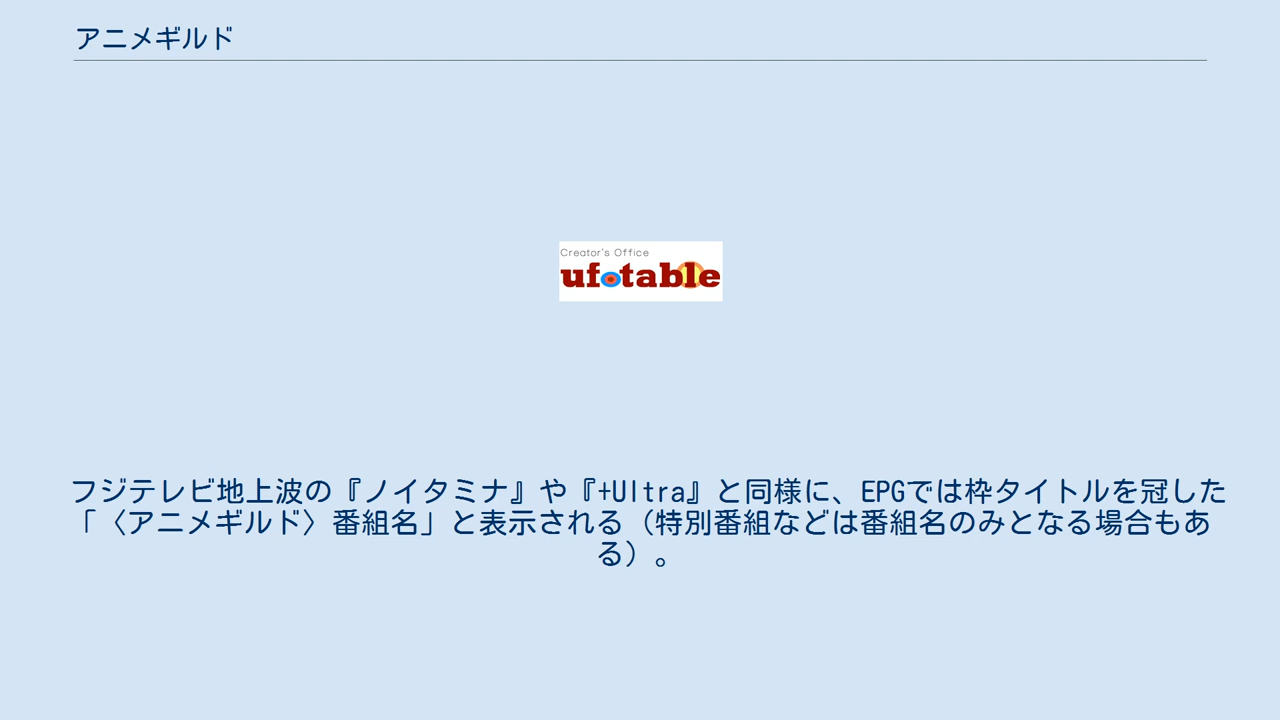 アニメギルド
Creator's Office
ufotable
フジテレビ地上波の『ノイタミナ』や『+Ultra』と同様に、EPGでは枠タイトルを冠した
「〈アニメギルド〉番組名」と表示される（特別番組などは番組名のみとなる場合もあ
る）。